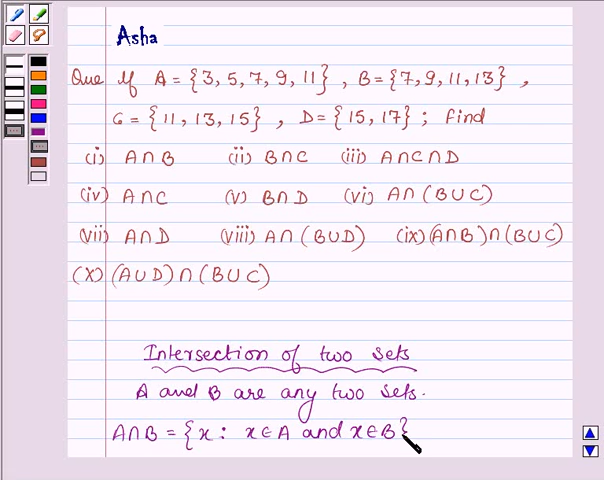 Asha
Que If A = {3, 5, 7, 9, 11} , B = {7, 9, 11, 13} ,
C = {11, 13, 15} , D = {15, 17} ; find
(i) A∩B (ii) B∩C (iii) A∩C∩D
(iv) A∩C (v) B∩D (vi) A∩(B∪C)
(vii) A∩D (viii) A∩(B∪D) (ix) (A∩B)∩(B∪C)
(X) (A∪D)∩(B∪C)
Intersection of two sets
A and B are any two sets.
A∩B = {x : x∈A and x∈B}